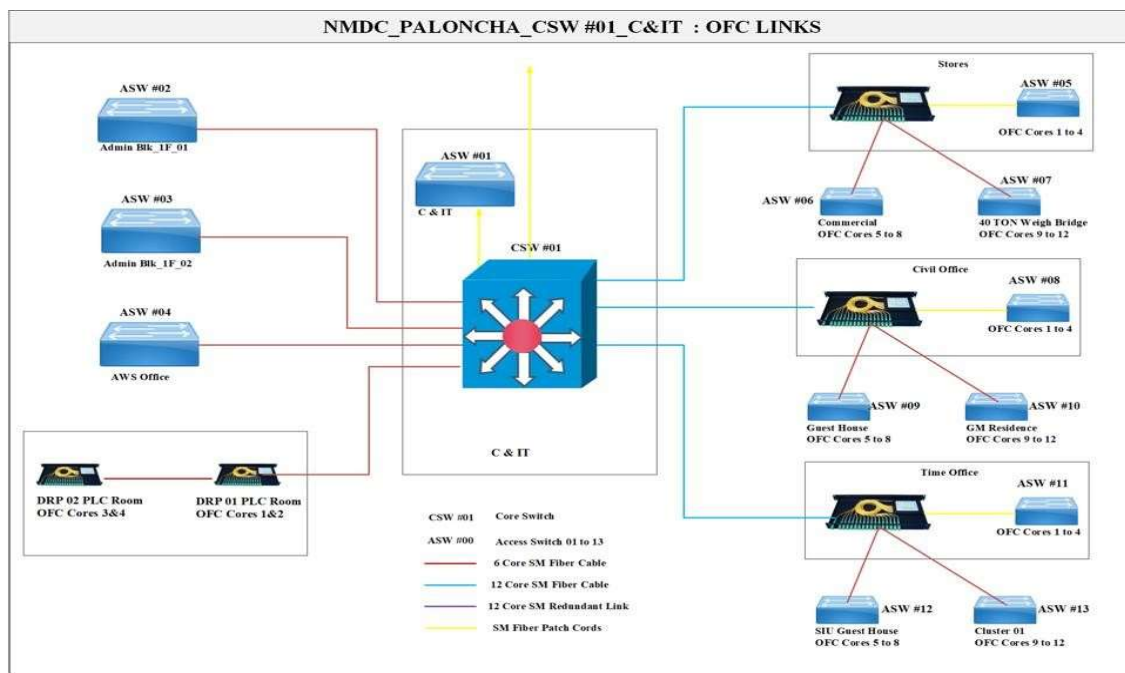 NMDC_PALONCHA_CSW #01_C&IT : OFC LINKS
ASW #02
Admin Blk_1F_01
ASW #03
Admin Blk_1F_02
ASW #04
AWS Office
DRP 02 PLC Room
OFC Cores 3&4
DRP 01 PLC Room
OFC Cores 1&2
ASW #01
C & IT
CSW #01
C & IT
CSW #01 Core Switch
ASW #00 Access Switch 01 to 13
6 Core SM Fiber Cable
12 Core SM Fiber Cable
12 Core SM Redundant Link
SM Fiber Patch Cords
Stores
ASW #05
OFC Cores 1 to 4
ASW #06
Commercial
OFC Cores 5 to 8
ASW #07
40 TON Weigh Bridge
OFC Cores 9 to 12
Civil Office
ASW #08
OFC Cores 1 to 4
ASW #09
Guest House
OFC Cores 5 to 8
ASW #10
GM Residence
OFC Cores 9 to 12
Time Office
ASW #11
OFC Cores 1 to 4
ASW #12
SIU Guest House
OFC Cores 5 to 8
ASW #13
Cluster 01
OFC Cores 9 to 12